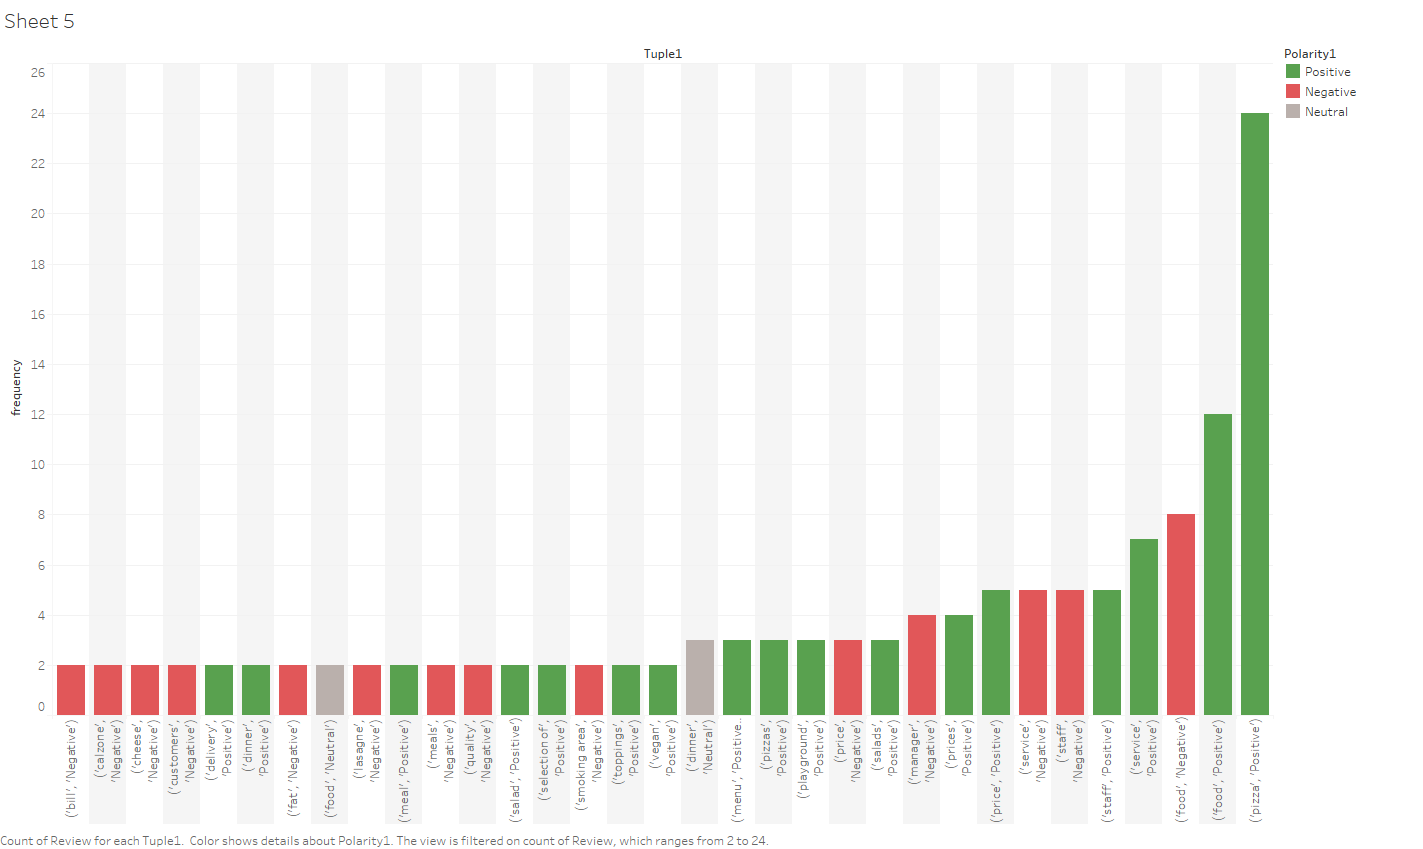 Sheet 5
Tuple1
Polarity1
Positive
Negative
Neutral
frequency
26
24
22
20
18
16
14
12
10
8
6
4
2
0
('bill', 'Negative')
('calzone',
'Negative')
('cheese',
'Negative')
('customers',
'Negative')
('delivery',
'Positive')
('dinner',
'Positive')
('fat', 'Negative')
('food', 'Neutral')
('lasagne',
'Negative')
('meal', 'Positive')
('meals',
'Negative')
('quality',
'Negative')
('salad', 'Positive')
('selection of',
'Positive')
('smoking area',
'Negative')
('toppings',
'Positive')
('vegan',
'Positive')
('dinner',
'Neutral')
('menu', 'Positive..
('pizzas',
'Positive')
('playground',
'Positive')
('price',
'Negative')
('salads',
'Positive')
('manager',
'Negative')
('prices',
'Positive')
('price', 'Positive')
('service',
'Negative')
('staff',
'Negative')
('staff', 'Positive')
('service',
'Positive')
('food', 'Negative')
('food', 'Positive')
('pizza', 'Positive')
Count of Review for each Tuple1.  Color shows details about Polarity1. The view is filtered on count of Review, which ranges from 2 to 24.